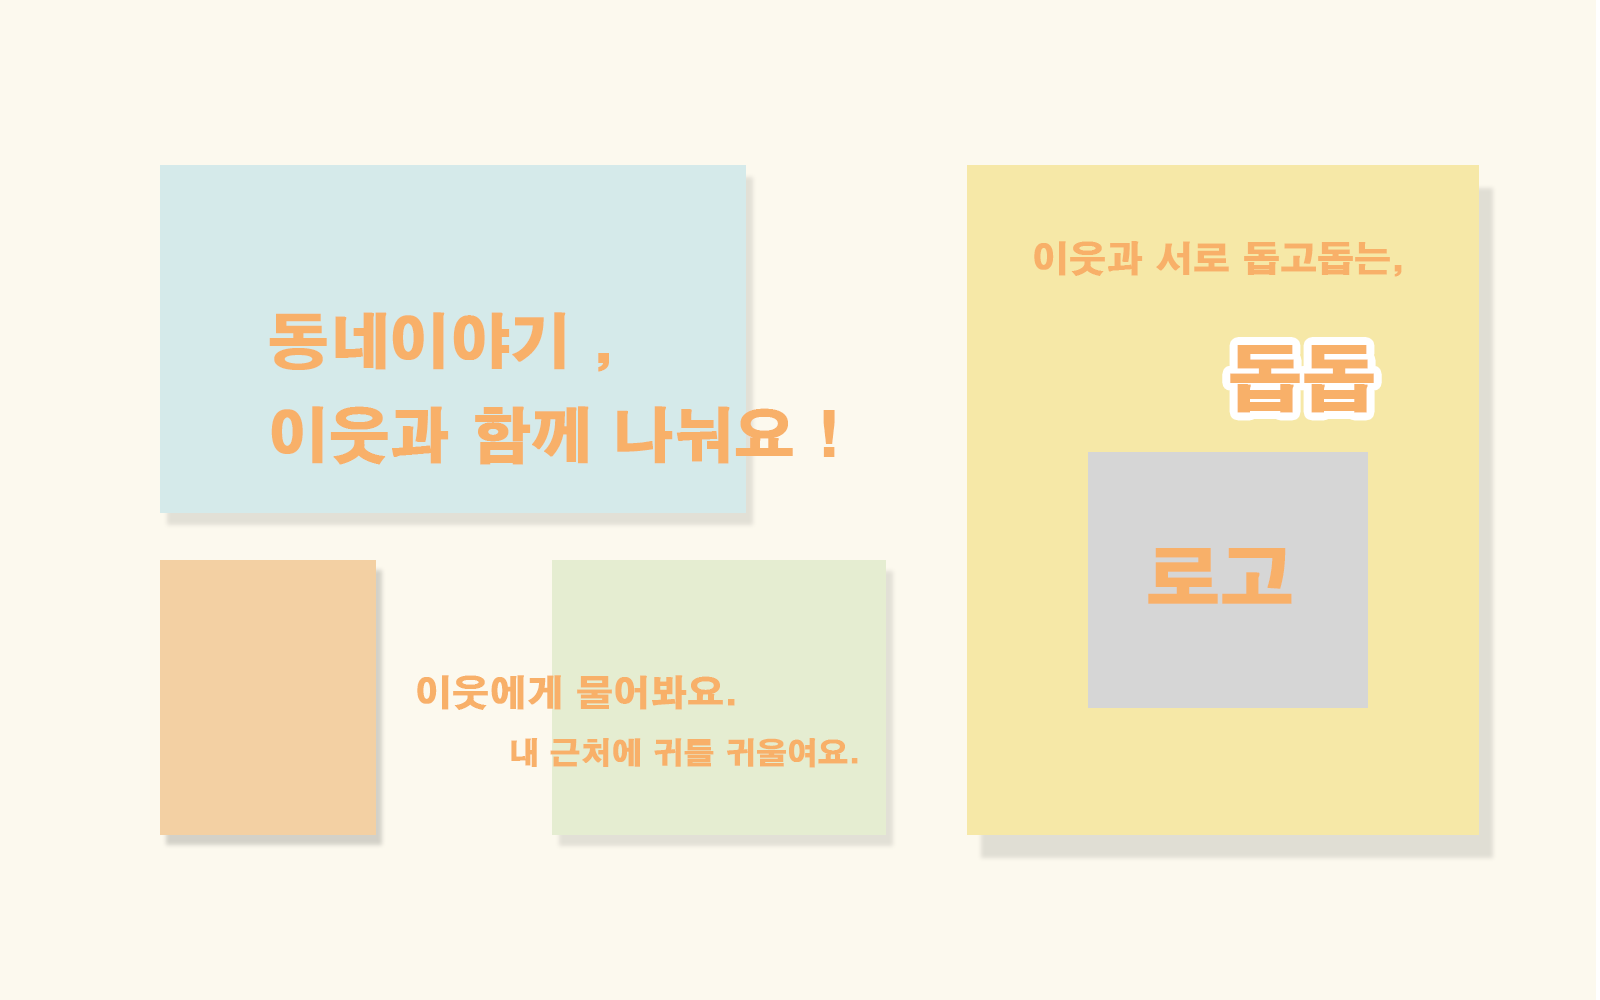 동네이야기 ,
이웃과 함께 나눠요 !
이웃에게 물어봐요.
내 근처에 귀들 귀울여요.
이웃과 서로 돕고돕는,
돕돕
로고